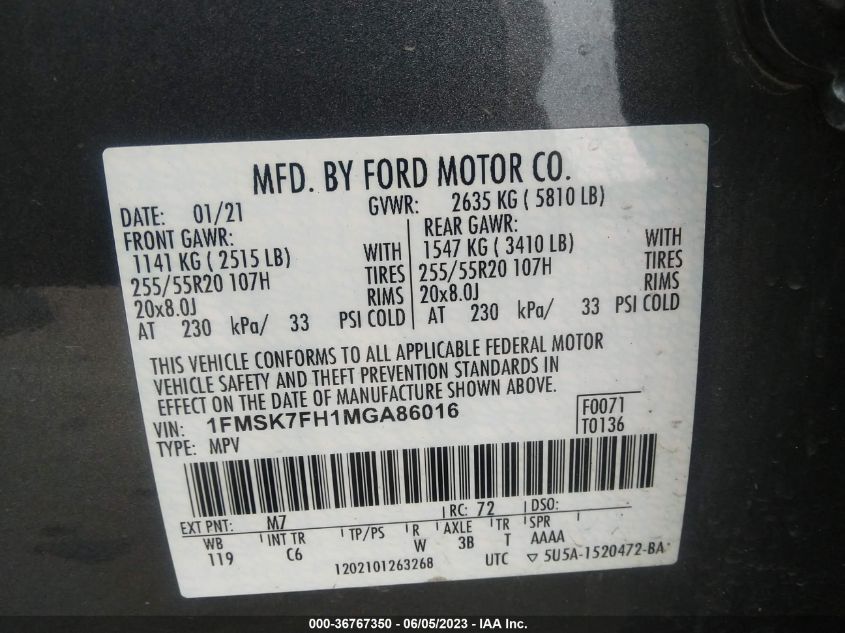 MFD. BY FORD MOTOR CO.
DATE: 01/21 GVWR: 2635 KG ( 5810 LB)
FRONT GAWR: REAR GAWR:
1141 KG ( 2515 LB) WITH 1547 KG ( 3410 LB) WITH
255/55R20 107H TIRES 255/55R20 107H TIRES
20x8.0J RIMS 20x8.0J RIMS
AT 230 kPa/ 33 PSI COLD AT 230 kPa/ 33 PSI COLD
THIS VEHICLE CONFORMS TO ALL APPLICABLE FEDERAL MOTOR
VEHICLE SAFETY AND THEFT PREVENTION STANDARDS IN
EFFECT ON THE DATE OF MANUFACTURE SHOWN ABOVE.
VIN: 1FMSK7FH1MGA86016 F0071
TYPE: MPV T0136
EXT PNT: M7 RC: 72 DSO:
WB INT TR TP/PS R AXLE TR SPR
119 C6 W 3B T AAAA
1202101263268 UTC ▽ 5U5A-1520472-BA
000-36767350 - 06/05/2023 - IAA Inc.